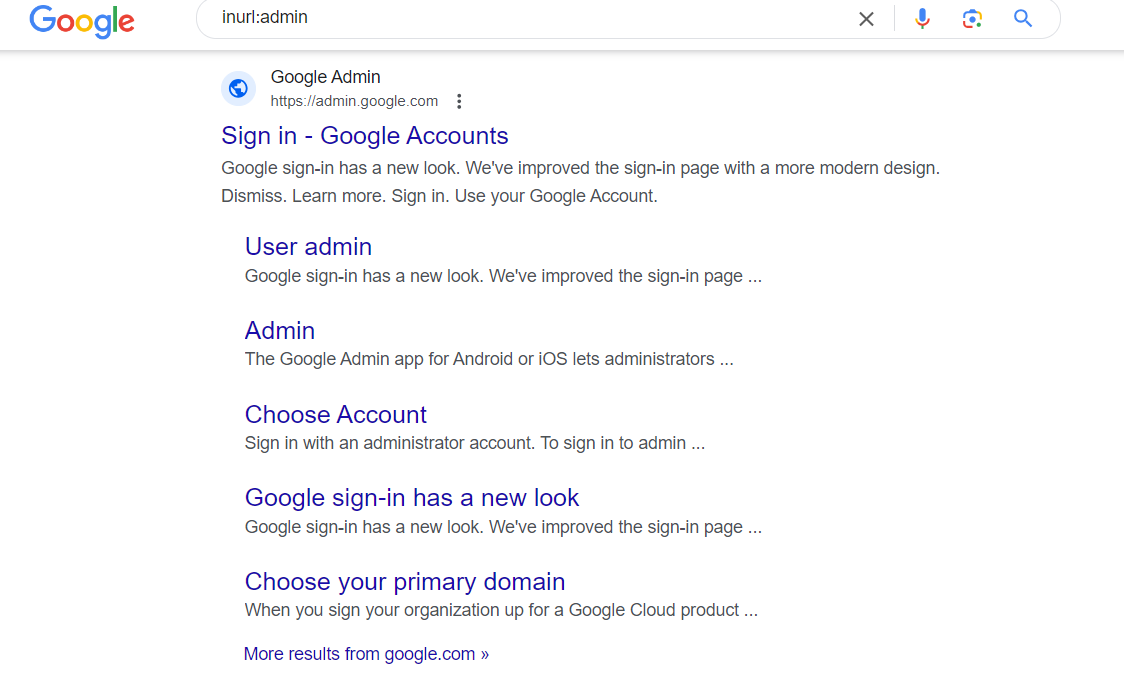 Google
inurl:admin
Google Admin
https://admin.google.com
Sign in - Google Accounts
Google sign-in has a new look. We've improved the sign-in page with a more modern design.
Dismiss. Learn more. Sign in. Use your Google Account.
User admin
Google sign-in has a new look. We've improved the sign-in page ...
Admin
The Google Admin app for Android or iOS lets administrators ...
Choose Account
Sign in with an administrator account. To sign in to admin ...
Google sign-in has a new look
Google sign-in has a new look. We've improved the sign-in page ...
Choose your primary domain
When you sign your organization up for a Google Cloud product ...
More results from google.com »